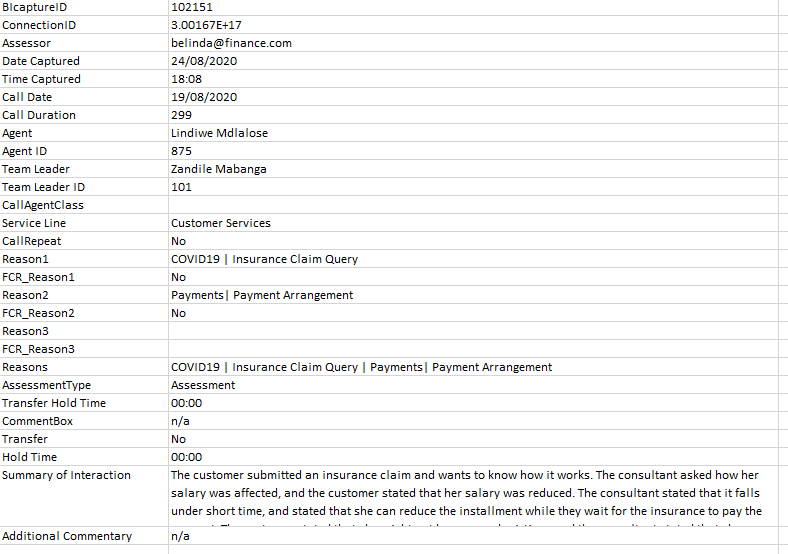 BIcaptureID 102151
ConnectionID 3.00167E+17
Assessor belinda@finance.com
Date Captured 24/08/2020
Time Captured 18:08
Call Date 19/08/2020
Call Duration 299
Agent Lindiwe Mdlalose
Agent ID 875
Team Leader Zandile Mabanga
Team Leader ID 101
CallAgentClass
Service Line Customer Services
CallRepeat No
Reason1 COVID19 | Insurance Claim Query
FCR_Reason1 No
Reason2 Payments| Payment Arrangement
FCR_Reason2 No
Reason3
FCR_Reason3
Reasons COVID19 | Insurance Claim Query | Payments| Payment Arrangement
AssessmentType Assessment
Transfer Hold Time 00:00
CommentBox n/a
Transfer No
Hold Time 00:00
Summary of Interaction The customer submitted an insurance claim and wants to know how it works. The consultant asked how her
salary was affected, and the customer stated that her salary was reduced. The consultant stated that it falls
under short time, and stated that she can reduce the installment while they wait for the insurance to pay the
Additional Commentary n/a